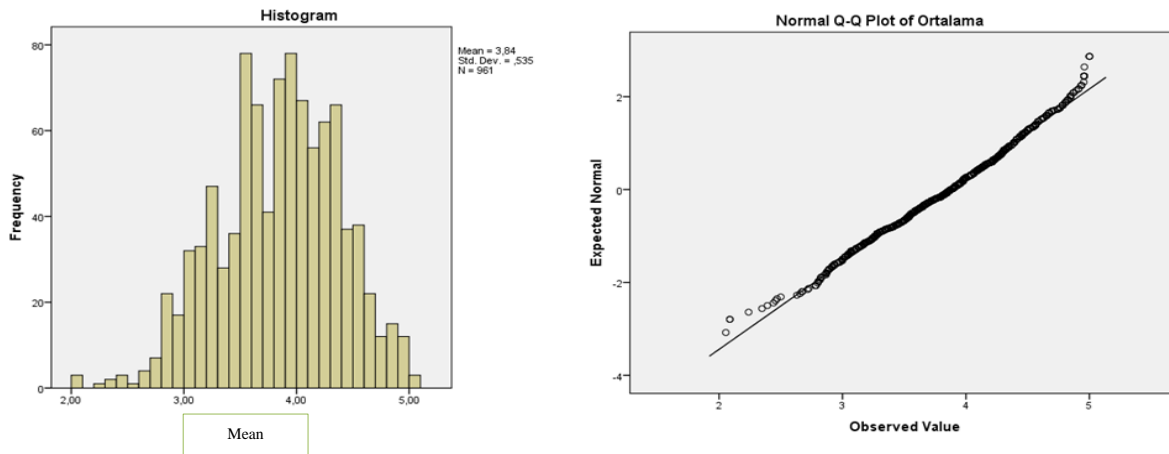 Histogram
Mean = 3,84
Std. Dev. = ,535
N = 961
80
60
40
20
0
Frequency
2,00 3,00 4,00 5,00
Mean
Normal Q-Q Plot of Ortalama
2
0
-2
-4
Expected Normal
2 3 4 5
Observed Value